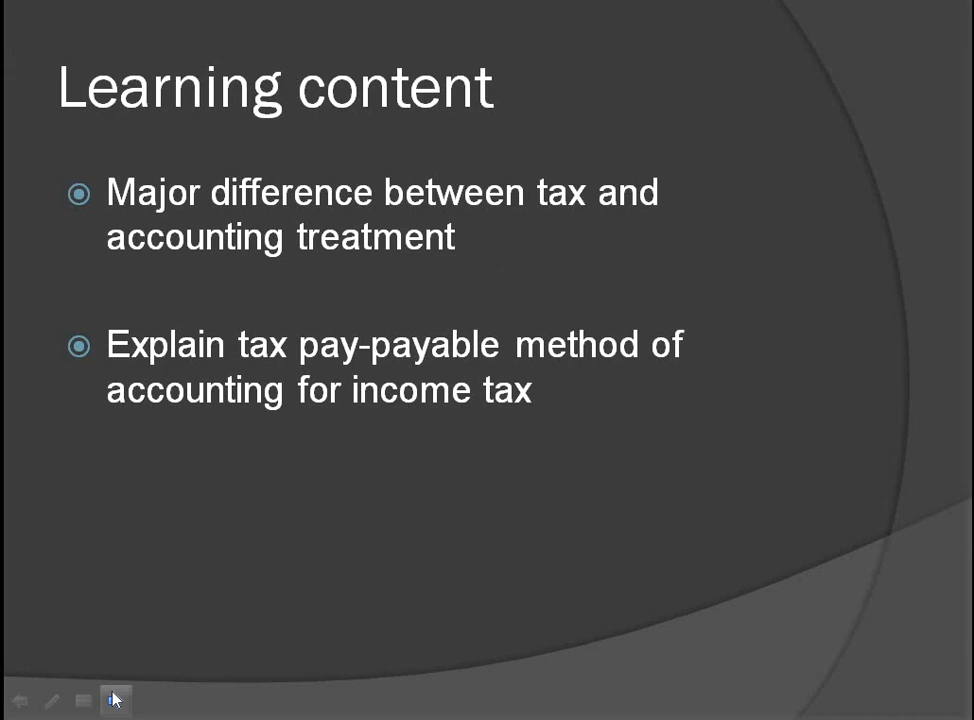 Learning content
Major difference between tax and
accounting treatment
Explain tax pay-payable method of
accounting for income tax